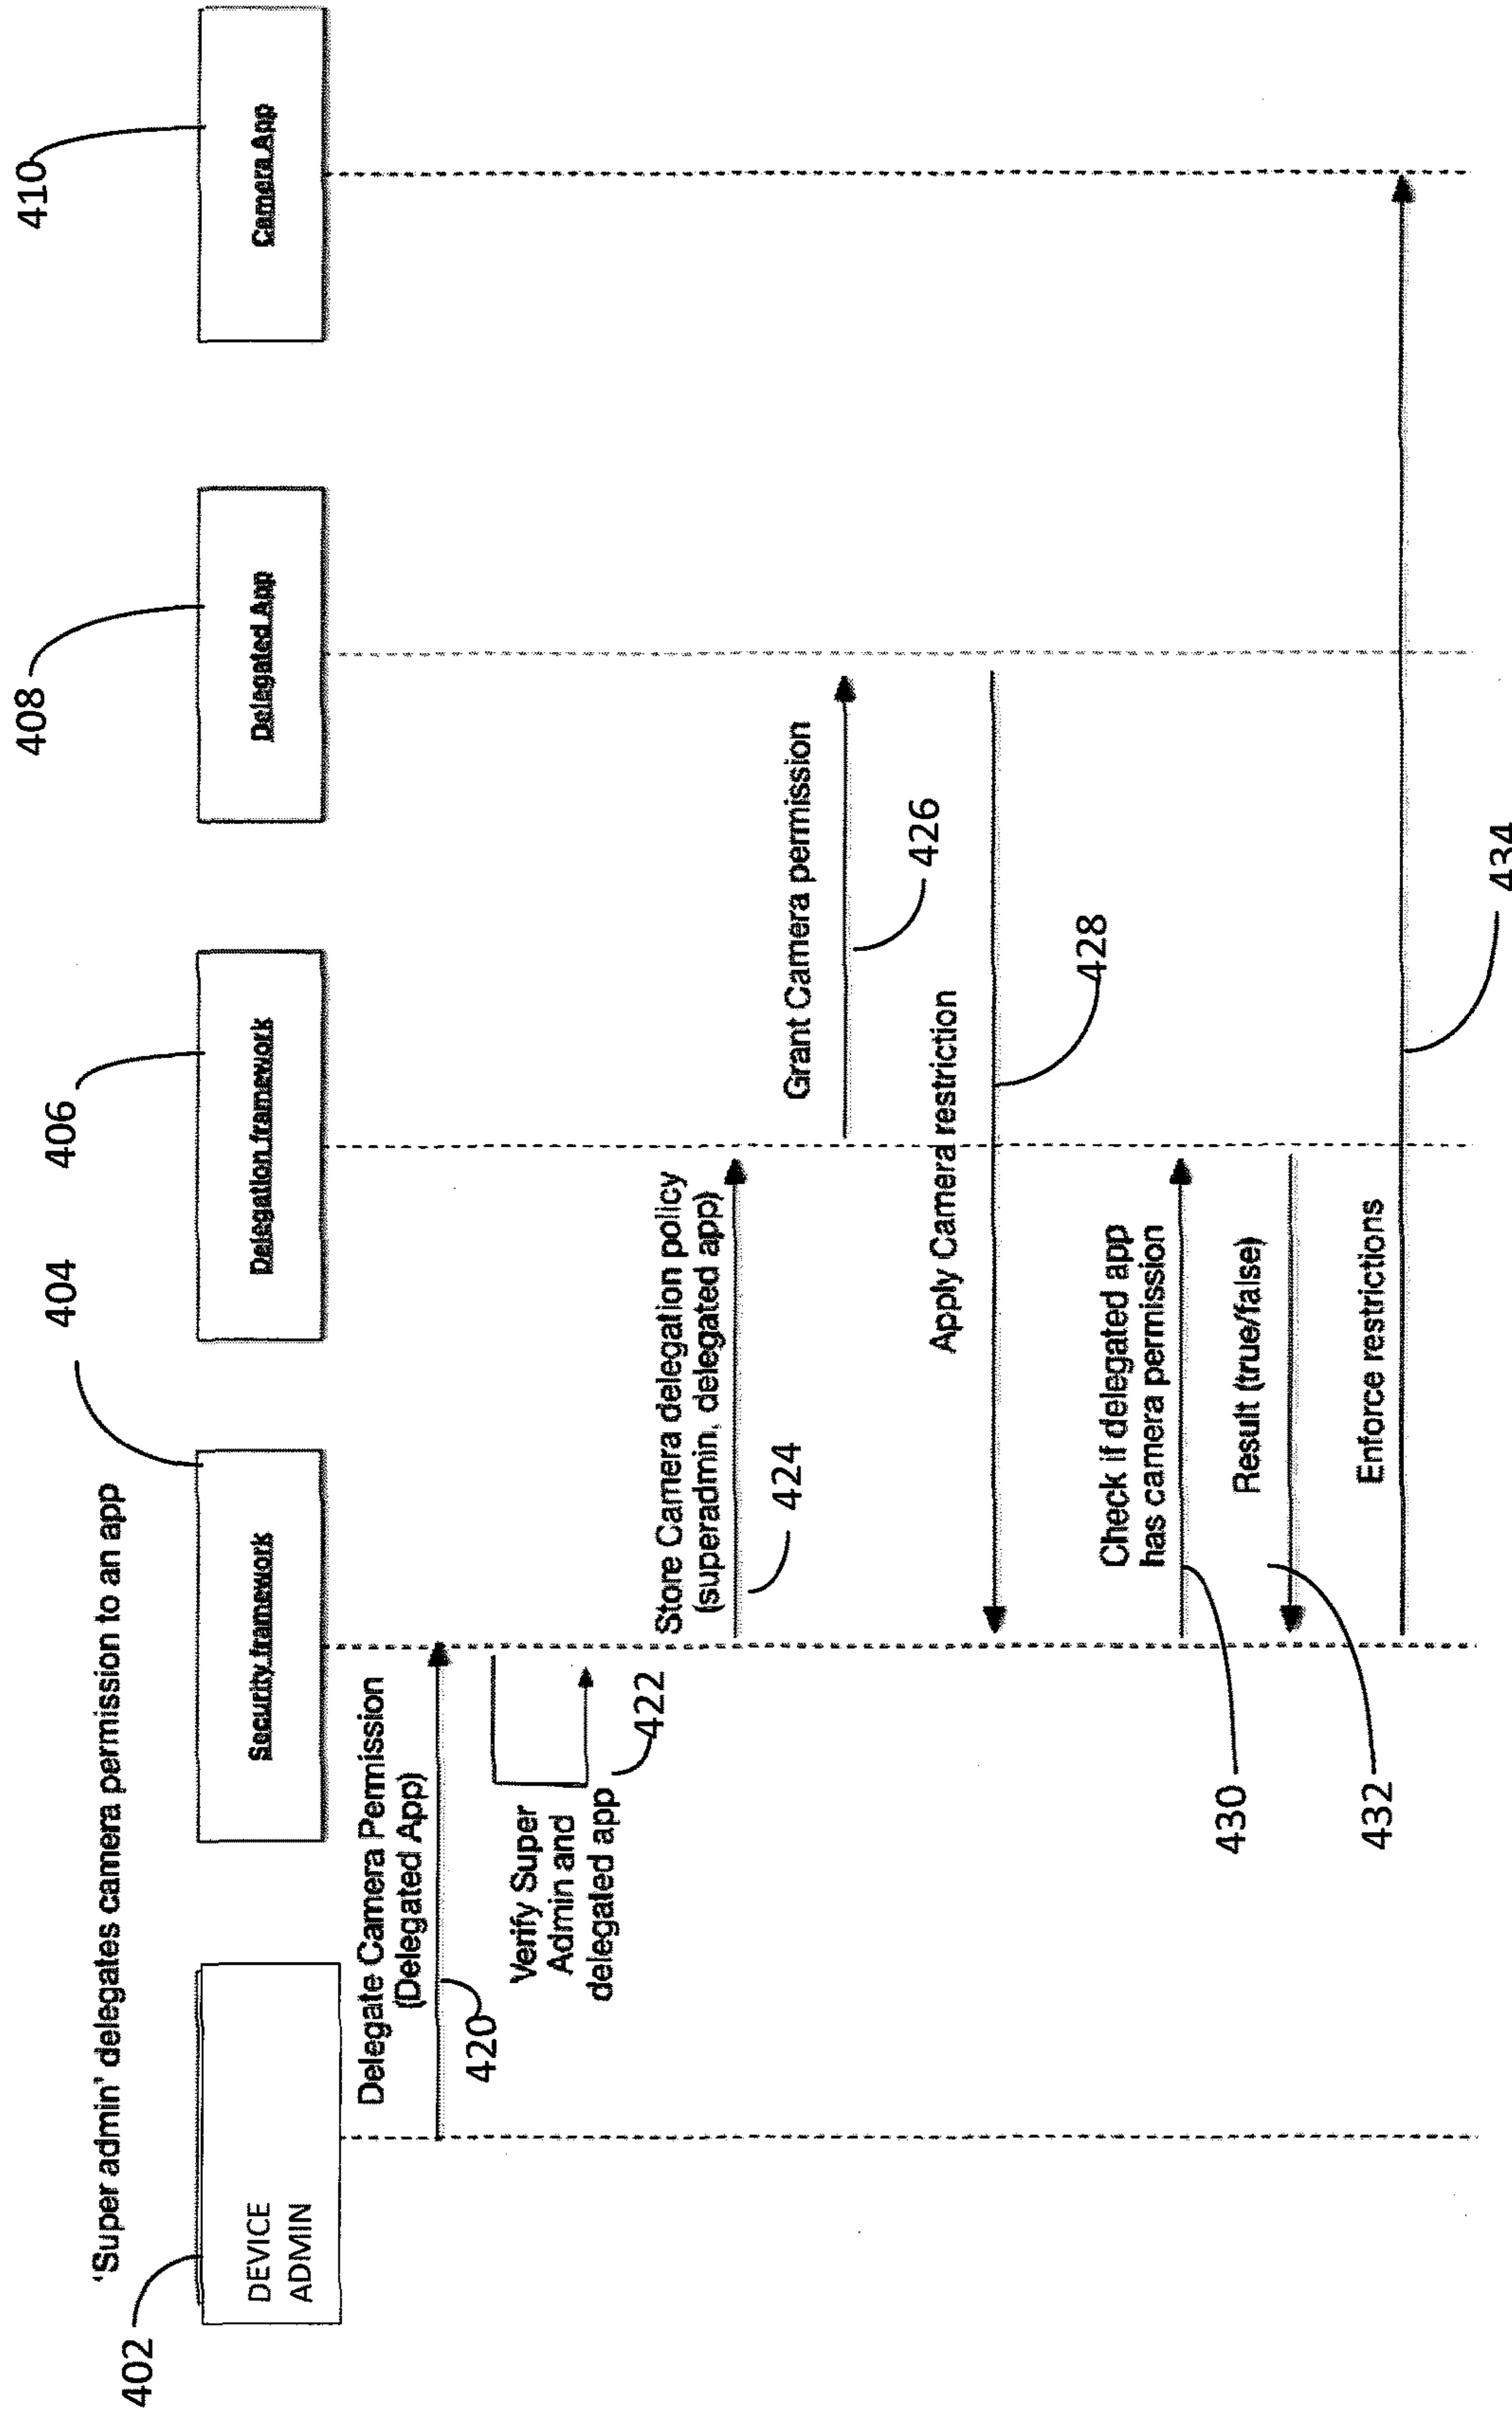 'Super admin' delegates camera permission to an app
402
404
406
408
410
DEVICE
ADMIN
Security framework
Delegation framework
Delegated App
Camera App
Delegate Camera Permission
(Delegated App)
420
Verify Super
Admin and
delegated app
422
Store Camera delegation policy
(superadmin, delegated app)
424
Grant Camera permission
426
Apply Camera restriction
428
Check if delegated app
has camera permission
430
Result (true/false)
432
Enforce restrictions
434